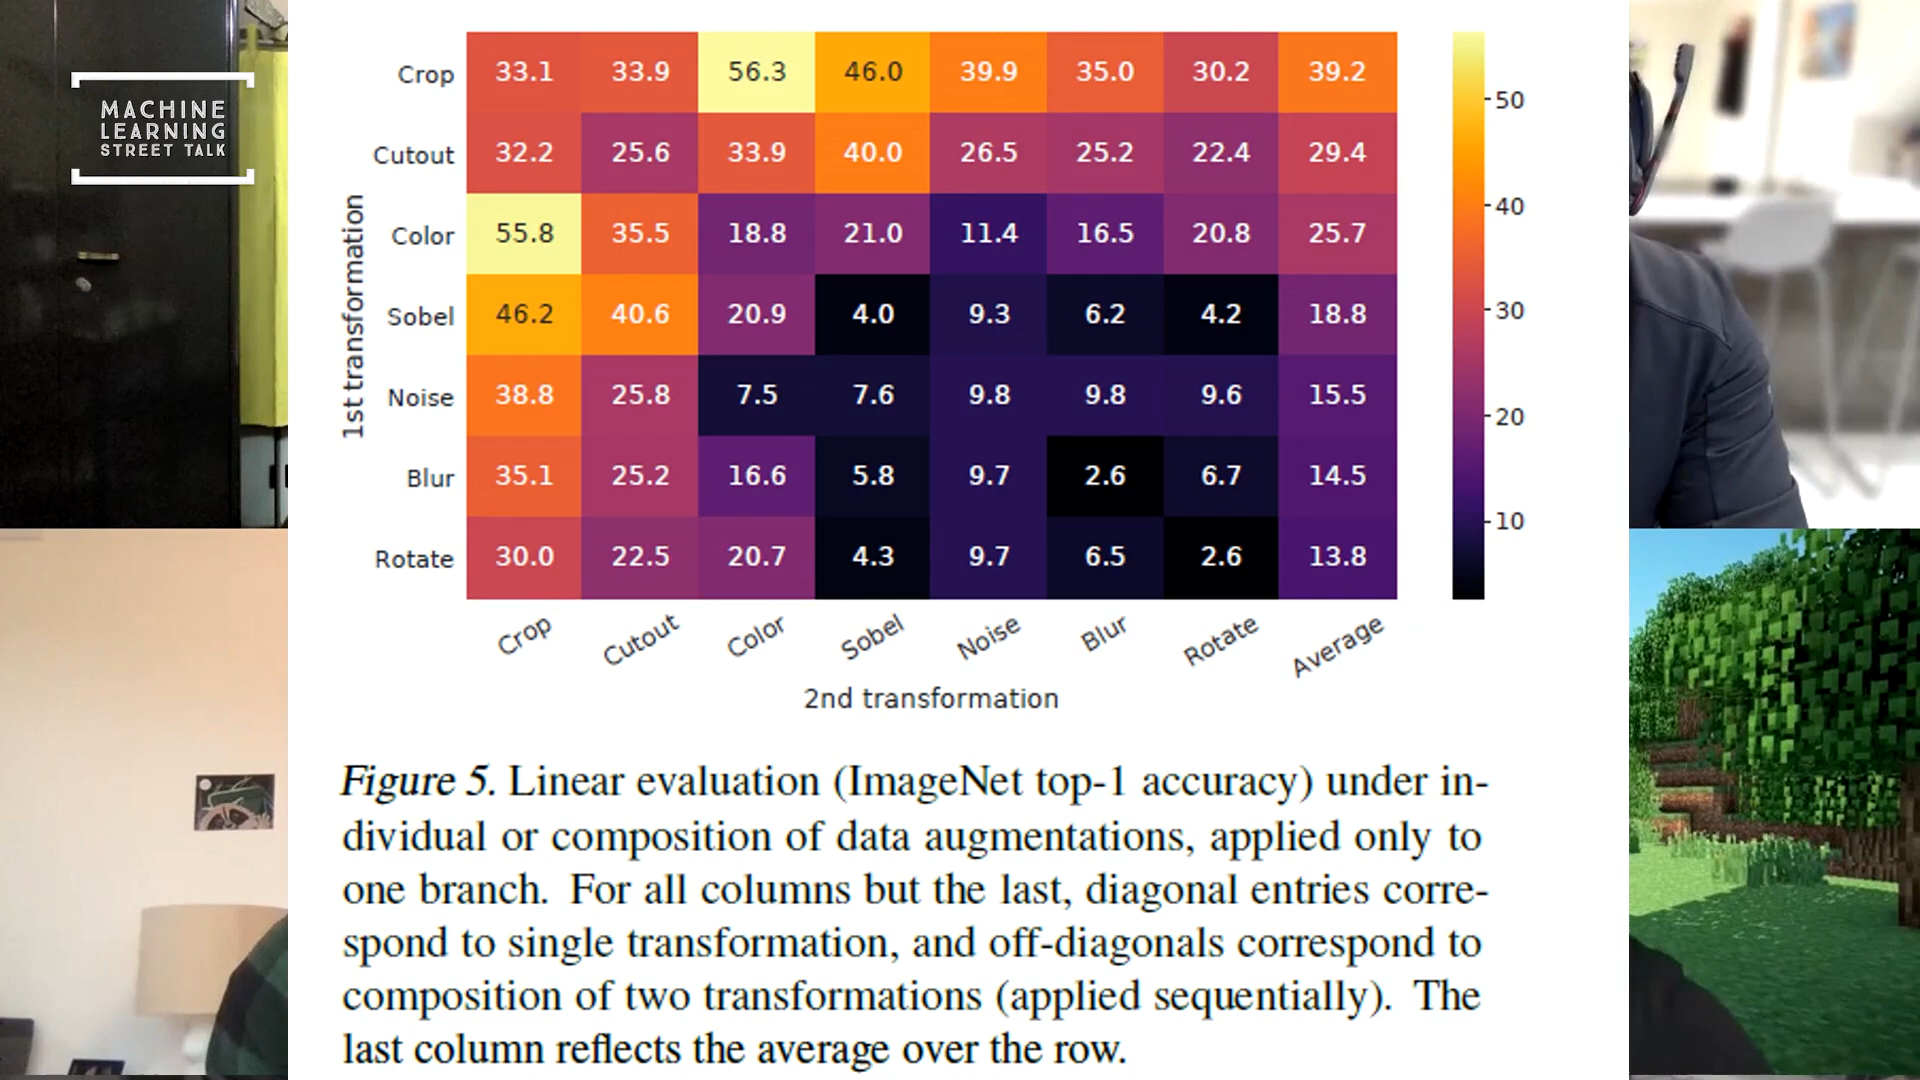 MACHINE
LEARNING
STREET TALK
1st transformation
Crop 33.1 33.9 56.3 46.0 39.9 35.0 30.2 39.2
Cutout 32.2 25.6 33.9 40.0 26.5 25.2 22.4 29.4
Color 55.8 35.5 18.8 21.0 11.4 16.5 20.8 25.7
Sobel 46.2 40.6 20.9 4.0 9.3 6.2 4.2 18.8
Noise 38.8 25.8 7.5 7.6 9.8 9.8 9.6 15.5
Blur 35.1 25.2 16.6 5.8 9.7 2.6 6.7 14.5
Rotate 30.0 22.5 20.7 4.3 9.7 6.5 2.6 13.8
Crop Cutout Color Sobel Noise Blur Rotate Average
2nd transformation
50
40
30
20
10
Figure 5. Linear evaluation (ImageNet top-1 accuracy) under in-
dividual or composition of data augmentations, applied only to
one branch. For all columns but the last, diagonal entries corre-
spond to single transformation, and off-diagonals correspond to
composition of two transformations (applied sequentially). The
last column reflects the average over the row.